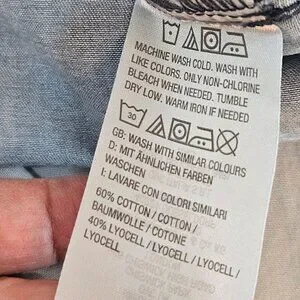 MACHINE WASH COLD. WASH WITH
LIKE COLORS. ONLY NON-CHLORINE
BLEACH WHEN NEEDED. TUMBLE
DRY LOW. WARM IRON IF NEEDED
30
GB: WASH WITH SIMILAR COLOURS
D: MIT ÄHNLICHEN FARBEN
WASCHEN
I: LAVARE CON COLORI SIMILARI
60% COTTON / COTTON /
BAUMWOLLE / COTONE
40% LYOCELL / LYOCELL / LYOCELL /
LYOCELL